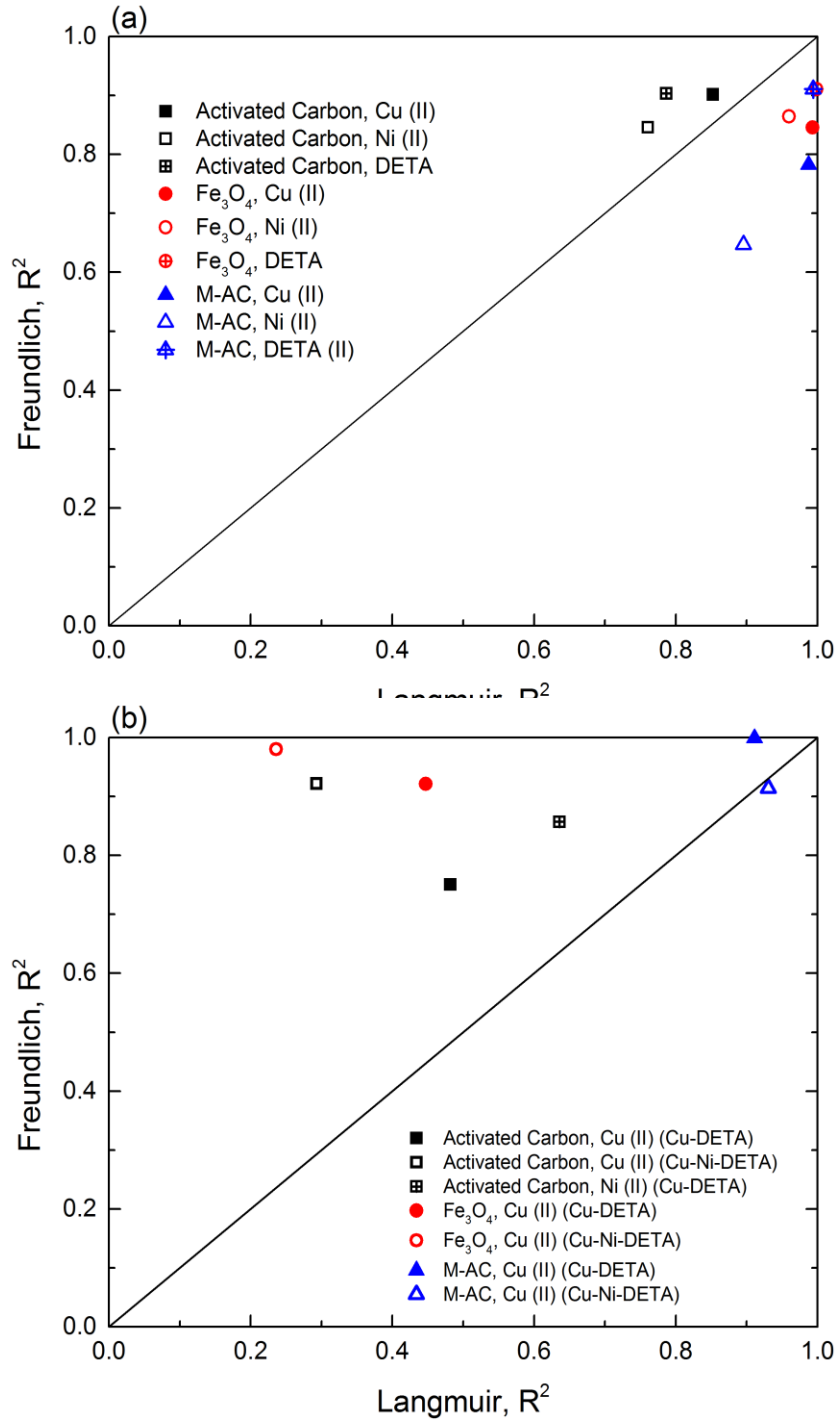 (a)
1.0
0.8
0.6
0.4
0.2
0.0
Freundlich, R²
Activated Carbon, Cu (II)
Activated Carbon, Ni (II)
Activated Carbon, DETA
Fe₃O₄, Cu (II)
Fe₃O₄, Ni (II)
Fe₃O₄, DETA
M-AC, Cu (II)
M-AC, Ni (II)
M-AC, DETA (II)
0.0 0.2 0.4 0.6 0.8 1.0
Langmuir, R²
(b)
1.0
0.8
0.6
0.4
0.2
0.0
Freundlich, R²
Activated Carbon, Cu (II) (Cu-DETA)
Activated Carbon, Cu (II) (Cu-Ni-DETA)
Activated Carbon, Ni (II) (Cu-DETA)
Fe₃O₄, Cu (II) (Cu-DETA)
Fe₃O₄, Cu (II) (Cu-Ni-DETA)
M-AC, Cu (II) (Cu-DETA)
M-AC, Cu (II) (Cu-Ni-DETA)
0.0 0.2 0.4 0.6 0.8 1.0
Langmuir, R²